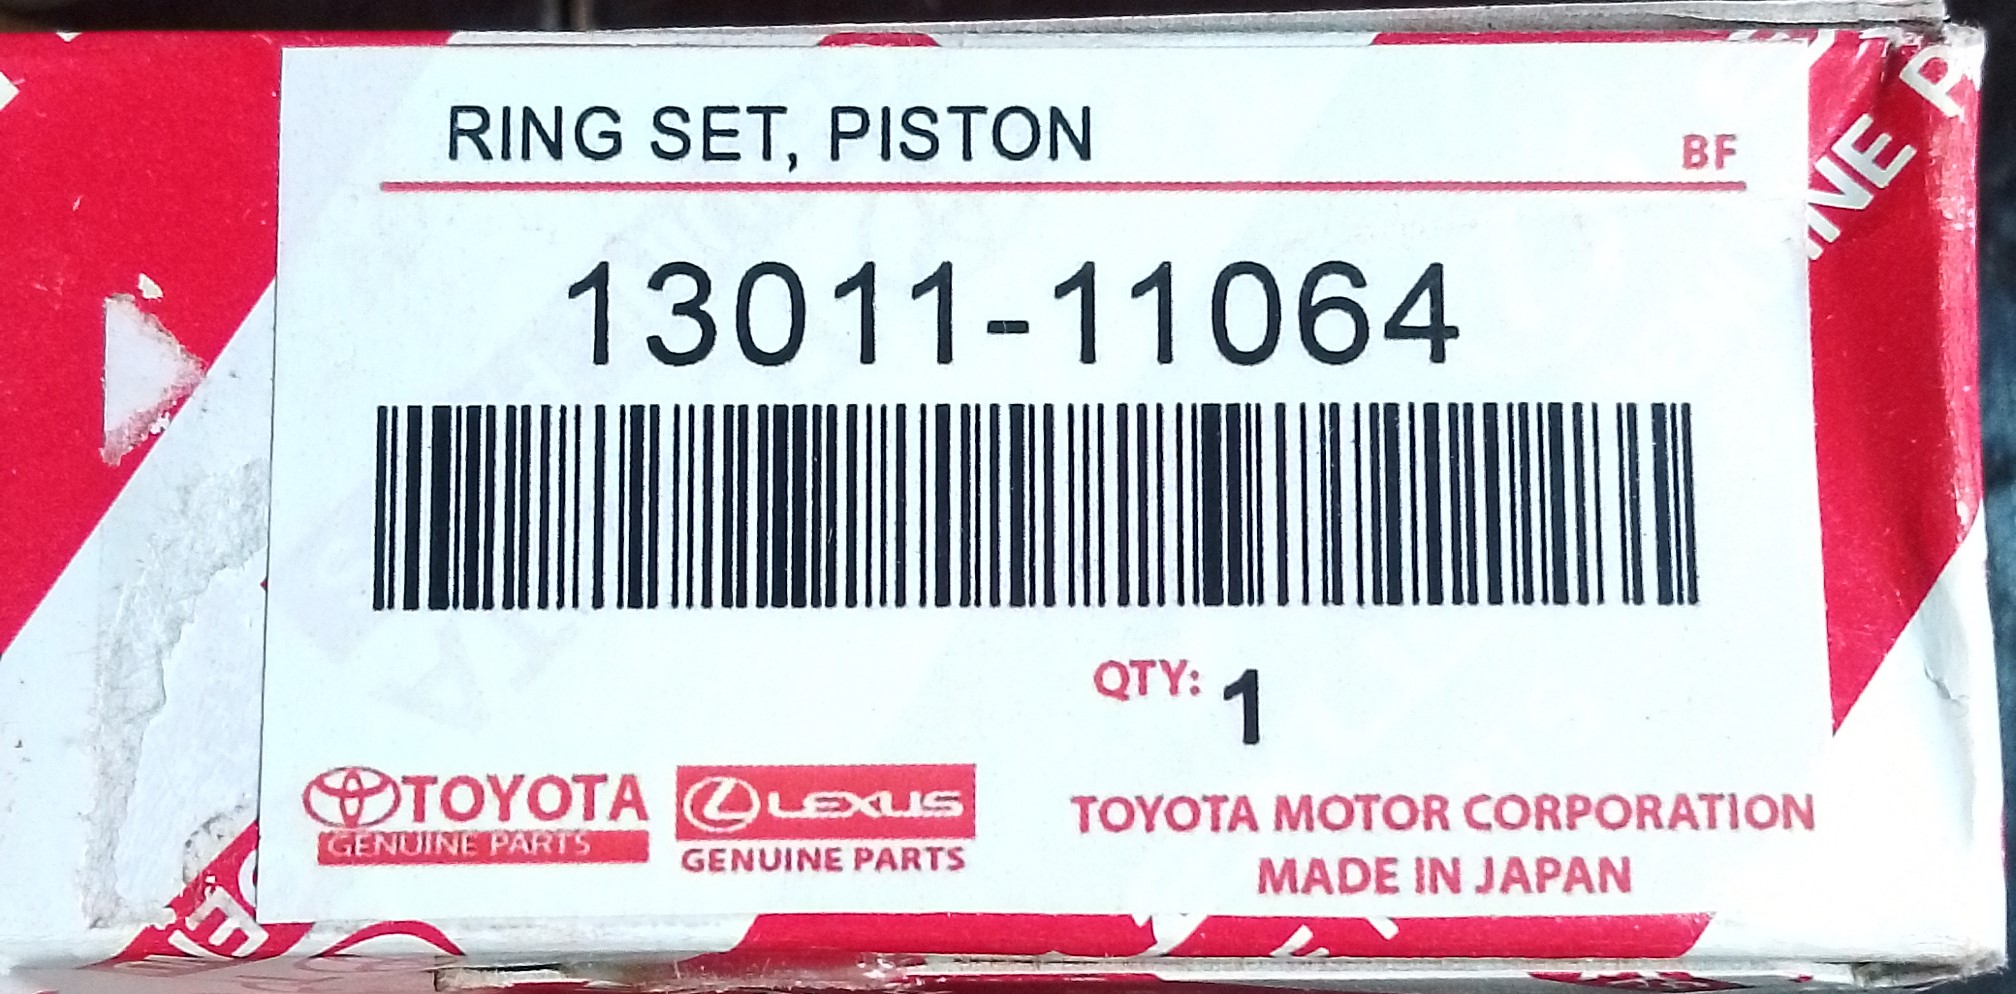 RING SET, PISTON
BF
13011-11064
QTY: 1
TOYOTA
GENUINE PARTS
LEXUS
GENUINE PARTS
TOYOTA MOTOR CORPORATION
MADE IN JAPAN